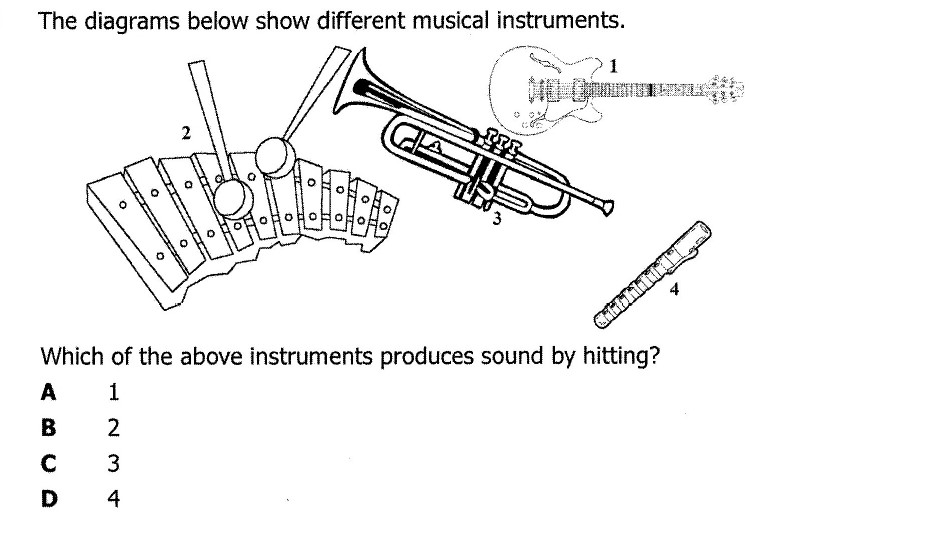 The diagrams below show different musical instruments.
1
2
3
4
Which of the above instruments produces sound by hitting?
A 1
B 2
C 3
D 4